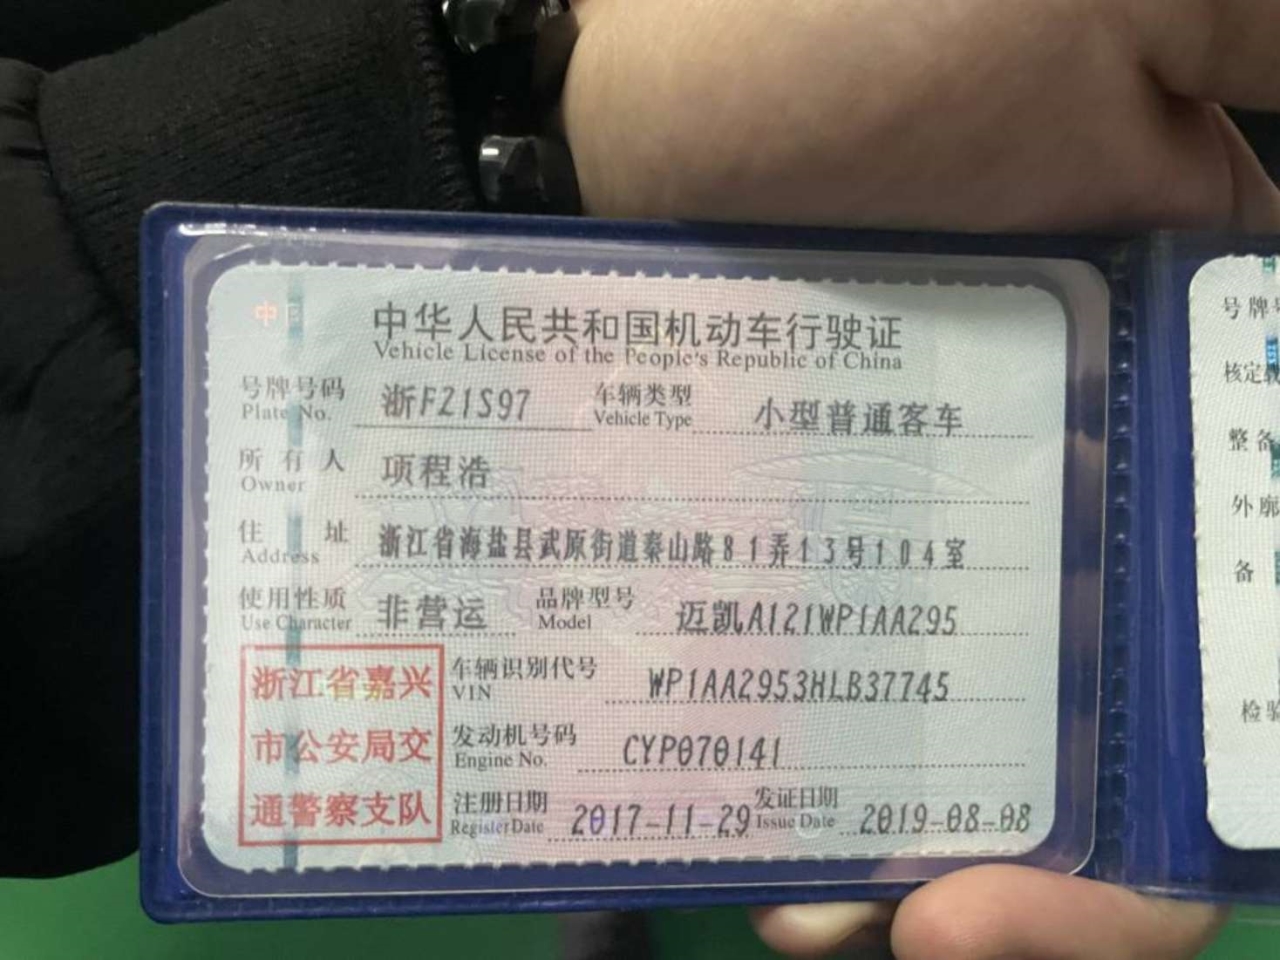 中华人民共和国机动车行驶证
Vehicle License of the People's Republic of China
号牌号码 浙F21S97 车辆类型 小型普通客车
Plate No. Vehicle Type
所有人 项程浩
Owner
住址 浙江省海盐县武原街道秦山路81弄13号104室
Address
使用性质 非营运 品牌型号 迈凯A121WP1AA295
Use Character Model
浙江省嘉兴
市公安局交
通警察支队
车辆识别代号 WP1AA2953HLB37745
VIN
发动机号码 CYP070141
Engine No.
注册日期 2017-11-29 发证日期 2019-08-08
Register Date Issue Date
号牌
核定
整备
外廓
备
检验